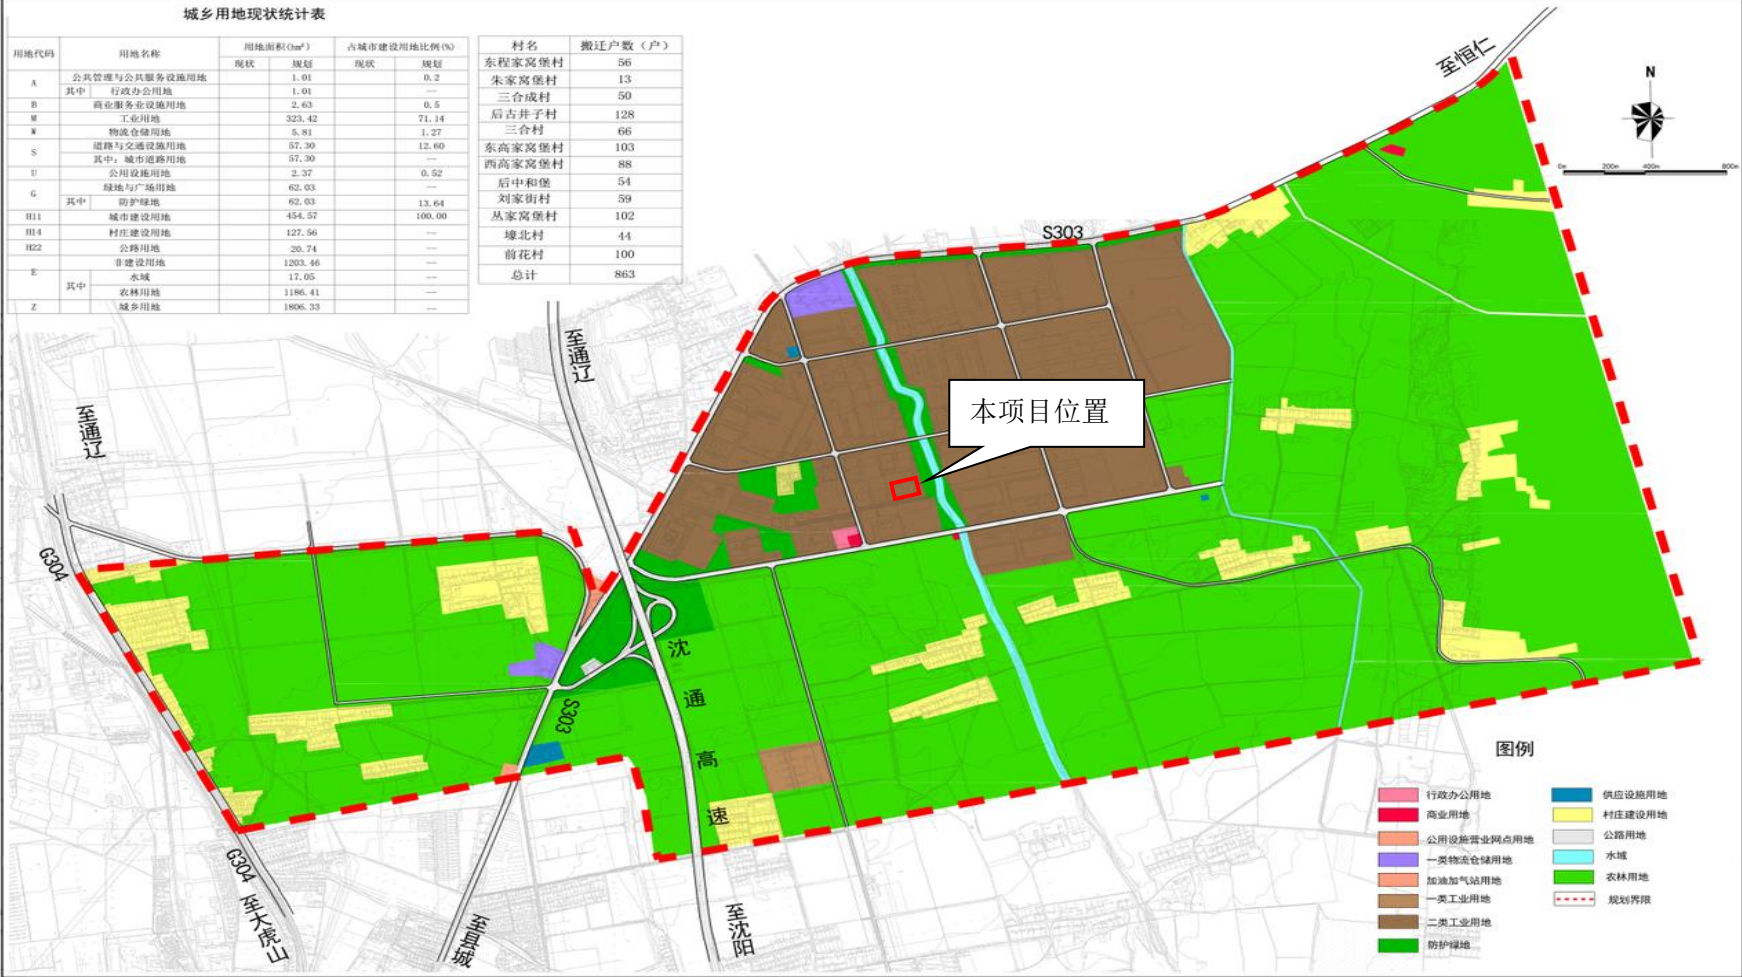 城乡用地现状统计表
用地代码 用地名称 用地面积(hm²) 占城市建设用地比例(%)
现状 规划 现状 规划
A 公共管理与公共服务设施用地 1.01 0.2
其中 行政办公用地 1.01 —
B 商业服务业设施用地 2.63 0.5
M 工业用地 323.42 71.14
W 物流仓储用地 5.81 1.27
S 道路与交通设施用地 57.30 12.60
其中：城市道路用地 57.30 —
U 公用设施用地 2.37 0.52
G 绿地与广场用地 62.03 —
其中 防护绿地 62.03 13.64
H11 城市建设用地 454.57 100.00
H14 村庄建设用地 127.56 —
H22 公路用地 20.74 —
E 非建设用地 1203.46 —
其中 水域 17.05 —
农林用地 1186.41 —
Z 城乡用地 1806.33 —
村名 搬迁户数（户）
东程家窝堡村 56
朱家窝堡村 13
三合成村 50
后古井子村 128
三合村 66
东高家窝堡村 103
西高家窝堡村 88
后中和堡 54
刘家街村 59
丛家窝堡村 102
壕北村 44
前花村 100
总计 863
至恒仁
N
0m 200m 400m 800m
S303
至通辽
至通辽
本项目位置
G304
沈通高速
S303
G304
至大虎山
至县城
至沈阳
图例
行政办公用地
商业用地
公用设施营业网点用地
一类物流仓储用地
加油加气站用地
一类工业用地
二类工业用地
防护绿地
供应设施用地
村庄建设用地
公路用地
水域
农林用地
规划界限